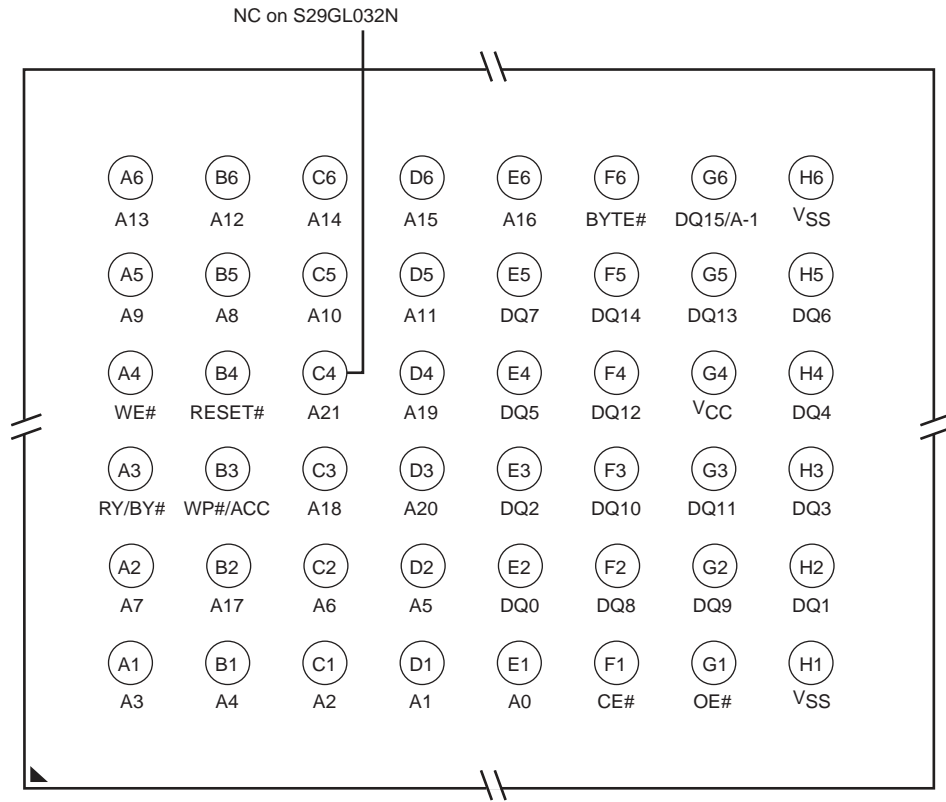 NC on S29GL032N
A6 B6 C6 D6 E6 F6 G6 H6
A13 A12 A14 A15 A16 BYTE# DQ15/A-1 VSS
A5 B5 C5 D5 E5 F5 G5 H5
A9 A8 A10 A11 DQ7 DQ14 DQ13 DQ6
A4 B4 C4 D4 E4 F4 G4 H4
WE# RESET# A21 A19 DQ5 DQ12 VCC DQ4
A3 B3 C3 D3 E3 F3 G3 H3
RY/BY# WP#/ACC A18 A20 DQ2 DQ10 DQ11 DQ3
A2 B2 C2 D2 E2 F2 G2 H2
A7 A17 A6 A5 DQ0 DQ8 DQ9 DQ1
A1 B1 C1 D1 E1 F1 G1 H1
A3 A4 A2 A1 A0 CE# OE# VSS